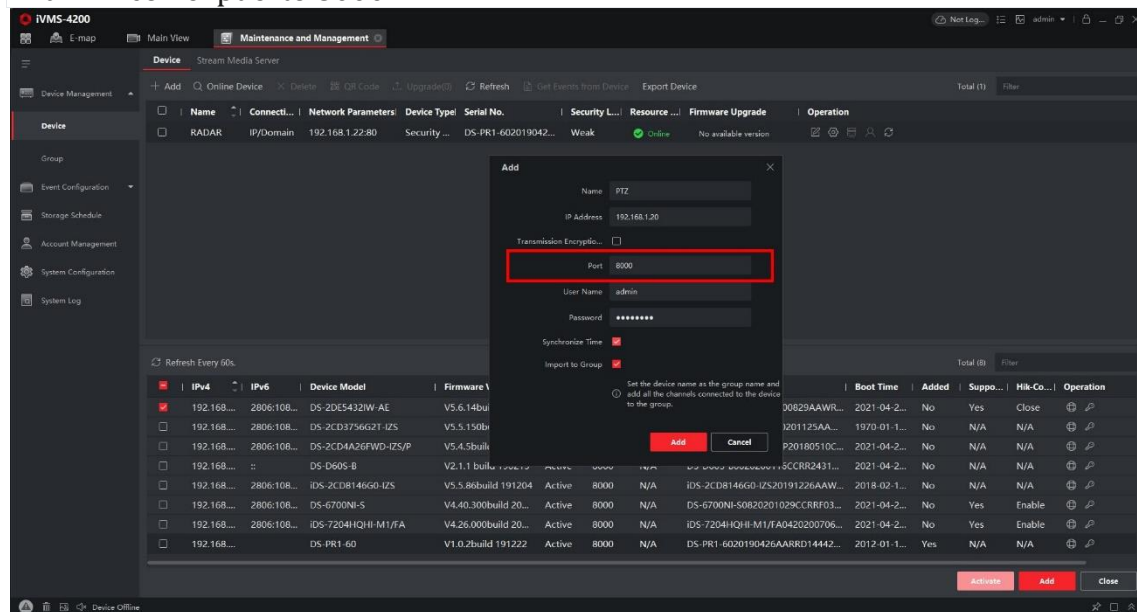 iVMS-4200
Not Log... admin
E-map Main View Maintenance and Management
Device Stream Media Server
Add Online Device Delete QR Code Upgrade(0) Refresh Get Events from Device Export Device Total (1) Filter
Device Management
Name Connecti... Network Parameters Device Type Serial No. Security L... Resource ... Firmware Upgrade Operation
Device
RADAR IP/Domain 192.168.1.22:80 Security ... DS-PR1-602019042... Weak Online No available version
Group
Event Configuration
Storage Schedule
Account Management
System Configuration
System Log
Add
Name PTZ
IP Address 192.168.1.20
Transmission Encryptio...
Port 8000
User Name admin
Password ••••••••
Synchronize Time
Import to Group
Set the device name as the group name and
add all the channels connected to the device
to the group.
Add Cancel
Refresh Every 60s. Total (8) Filter
IPv4 IPv6 Device Model Firmware V Boot Time Added Suppo... Hik-Co... Operation
192.168.... 2806:108... DS-2DE5432IW-AE V5.6.14bui 00829AAWR... 2021-04-2... No Yes Close
192.168.... 2806:108... DS-2CD3756G2T-IZS V5.5.150b 0201125AA... 1970-01-1... No N/A N/A
192.168.... 2806:108... DS-2CD4A26FWD-IZS/P V5.4.5buil P20180510C... 2021-04-2... No N/A N/A
192.168.... :: DS-D60S-B V2.1.1 build Active 8000 N/A 2021-04-2... No N/A N/A
192.168.... 2806:108... iDS-2CD8146G0-IZS V5.5.86build 191204 Active 8000 N/A iDS-2CD8146G0-IZS20191226AAW... 2018-02-1... No N/A N/A
192.168.... 2806:108... DS-6700NI-S V4.40.300build 20... Active 8000 N/A DS-6700NI-S0820201029CCRRF03... 2021-04-2... No Yes Enable
192.168.... 2806:108... iDS-7204HQHI-M1/FA V4.26.000build 20... Active 8000 N/A iDS-7204HQHI-M1/FA0420200706... 2021-04-2... No Yes Enable
192.168.... DS-PR1-60 V1.0.2build 191222 Active 8000 N/A DS-PR1-6020190426AARRD14442... 2012-01-1... Yes N/A N/A
Activate Add Close
Device Offline